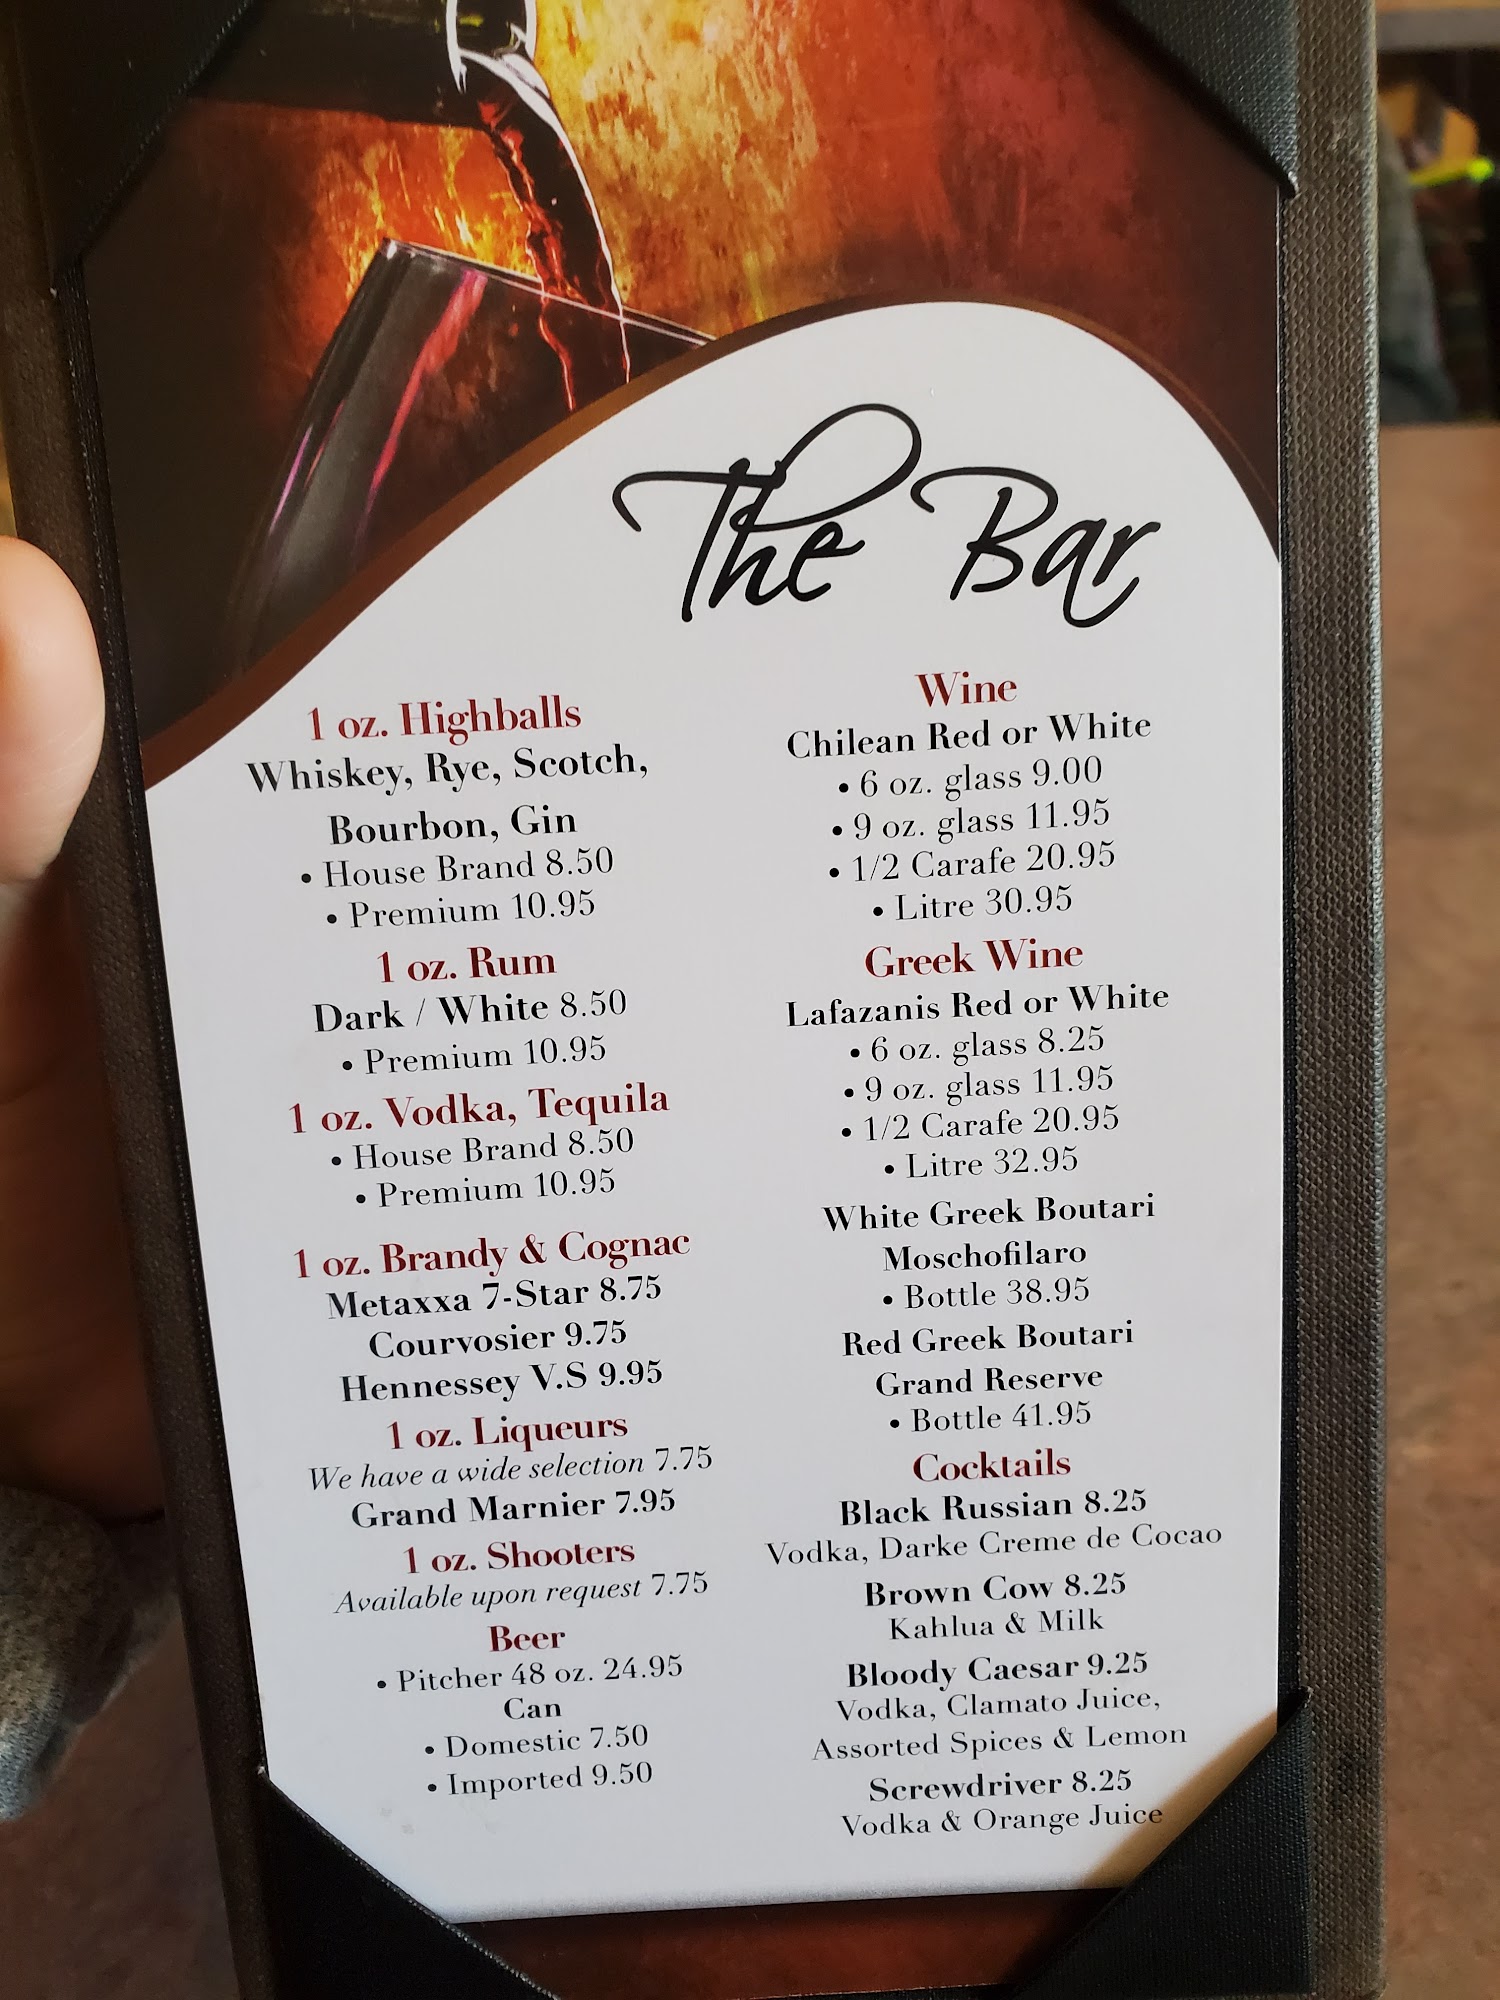 The Bar
1 oz. Highballs
Whiskey, Rye, Scotch,
Bourbon, Gin
• House Brand 8.50
• Premium 10.95
1 oz. Rum
Dark / White 8.50
• Premium 10.95
1 oz. Vodka, Tequila
• House Brand 8.50
• Premium 10.95
1 oz. Brandy & Cognac
Metaxxa 7-Star 8.75
Courvosier 9.75
Hennessey V.S 9.95
1 oz. Liqueurs
We have a wide selection 7.75
Grand Marnier 7.95
1 oz. Shooters
Available upon request 7.75
Beer
• Pitcher 48 oz. 24.95
Can
• Domestic 7.50
• Imported 9.50
Wine
Chilean Red or White
• 6 oz. glass 9.00
• 9 oz. glass 11.95
• 1/2 Carafe 20.95
• Litre 30.95
Greek Wine
Lafazanis Red or White
• 6 oz. glass 8.25
• 9 oz. glass 11.95
• 1/2 Carafe 20.95
• Litre 32.95
White Greek Boutari
Moschofilaro
• Bottle 38.95
Red Greek Boutari
Grand Reserve
• Bottle 41.95
Cocktails
Black Russian 8.25
Vodka, Darke Creme de Cocao
Brown Cow 8.25
Kahlua & Milk
Bloody Caesar 9.25
Vodka, Clamato Juice,
Assorted Spices & Lemon
Screwdriver 8.25
Vodka & Orange Juice